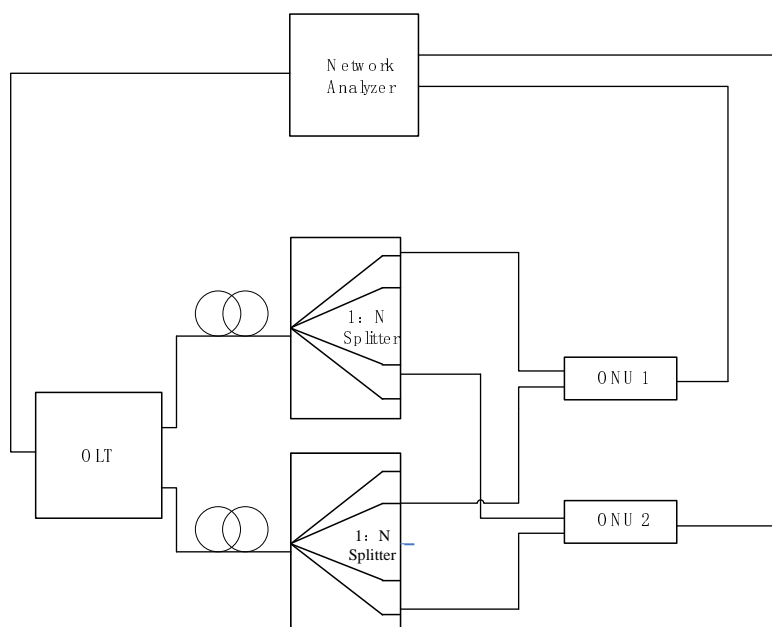 Network
Analyzer
1：N
Splitter
ONU 1
OLT
ONU 2
1：N
Splitter